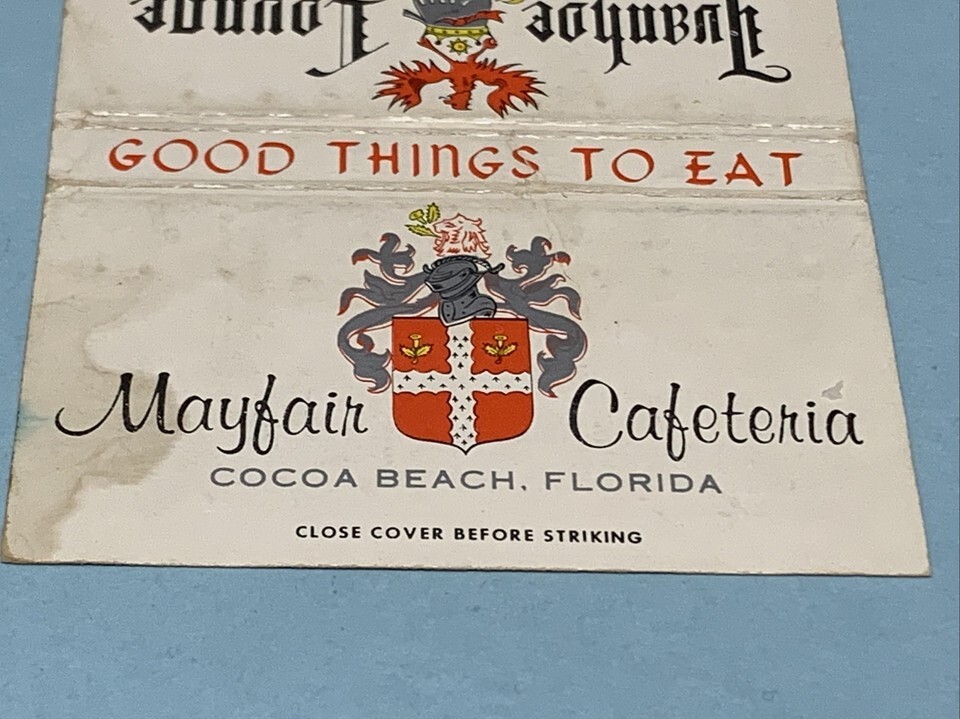 Ivanhoe Lounge
GOOD THINGS TO EAT
Mayfair Cafeteria
COCOA BEACH, FLORIDA
CLOSE COVER BEFORE STRIKING